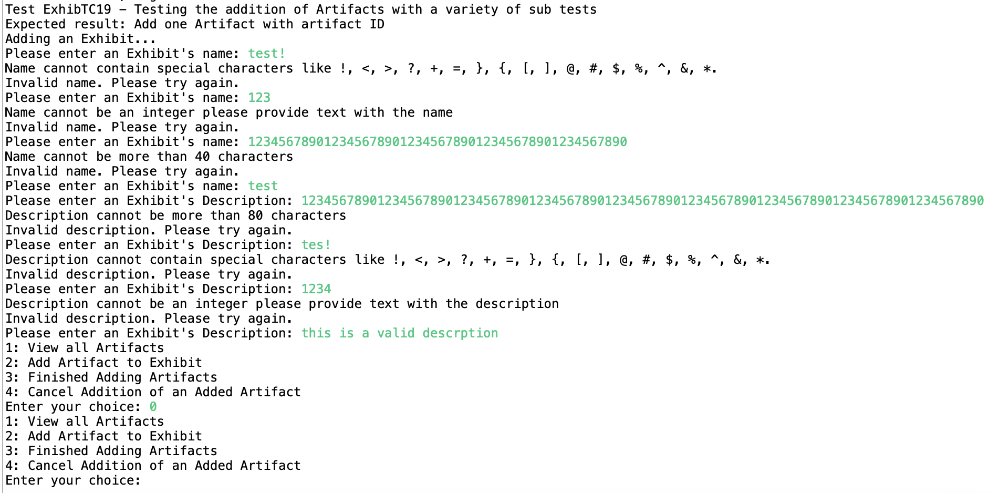 Test ExhibTC19 – Testing the addition of Artifacts with a variety of sub tests
Expected result: Add one Artifact with artifact ID
Adding an Exhibit...
Please enter an Exhibit's name: test!
Name cannot contain special characters like !, <, >, ?, +, =, }, {, [, ], @, #, $, %, ^, &, *.
Invalid name. Please try again.
Please enter an Exhibit's name: 123
Name cannot be an integer please provide text with the name
Invalid name. Please try again.
Please enter an Exhibit's name: 12345678901234567890123456789012345678901234567890
Name cannot be more than 40 characters
Invalid name. Please try again.
Please enter an Exhibit's name: test
Please enter an Exhibit's Description: 123456789012345678901234567890123456789012345678901234567890123456789012345678901234567890
Description cannot be more than 80 characters
Invalid description. Please try again.
Please enter an Exhibit's Description: tes!
Description cannot contain special characters like !, <, >, ?, +, =, }, {, [, ], @, #, $, %, ^, &, *.
Invalid description. Please try again.
Please enter an Exhibit's Description: 1234
Description cannot be an integer please provide text with the description
Invalid description. Please try again.
Please enter an Exhibit's Description: this is a valid descrption
1: View all Artifacts
2: Add Artifact to Exhibit
3: Finished Adding Artifacts
4: Cancel Addition of an Added Artifact
Enter your choice: 0
1: View all Artifacts
2: Add Artifact to Exhibit
3: Finished Adding Artifacts
4: Cancel Addition of an Added Artifact
Enter your choice: